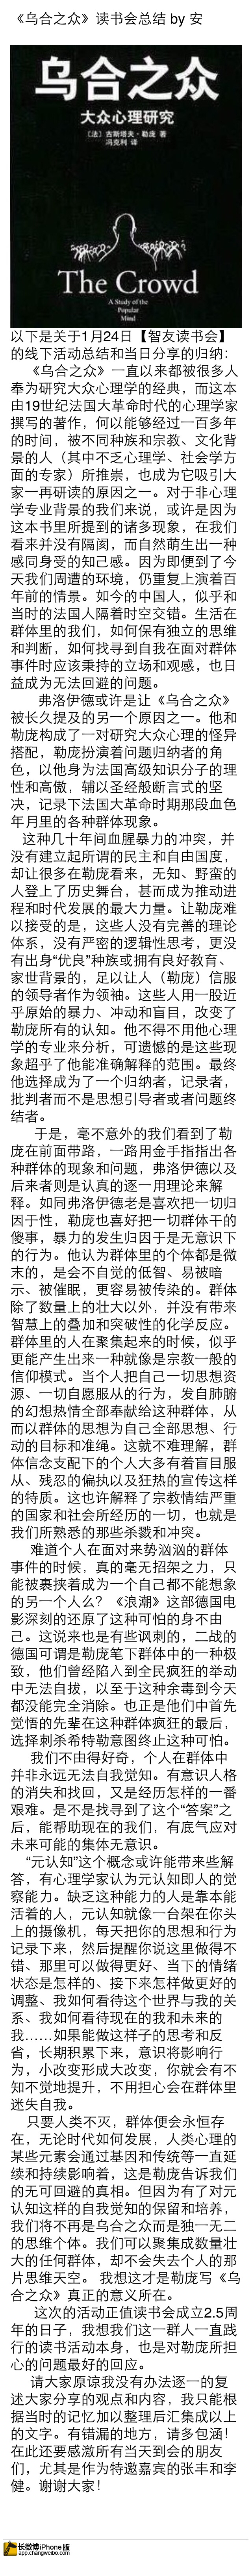 《乌合之众》读书会总结 by 安
乌合之众
大众心理研究
〔法〕古斯塔夫·勒庞 著
冯克利 译
The Crowd
A Study of the
Popular
Mind
以下是关于1月24日【智友读书会】
的线下活动总结和当日分享的归纳：
《乌合之众》一直以来都被很多人
奉为研究大众心理学的经典，而这本
由19世纪法国大革命时代的心理学家
撰写的著作，何以能够经过一百多年
的时间，被不同种族和宗教、文化背
景的人（其中不乏心理学、社会学方
面的专家）所推崇，也成为它吸引大
家一再研读的原因之一。对于非心理
学专业背景的我们来说，或许是因为
这本书里所提到的诸多现象，在我们
看来并没有隔阂，而自然萌生出一种
感同身受的知己感。因为即便到了今
天我们周遭的环境，仍重复上演着百
年前的情景。如今的中国人，似乎和
当时的法国人隔着时空交错。生活在
群体里的我们，如何保有独立的思维
和判断，如何找寻到自我在面对群体
事件时应该秉持的立场和观感，也日
益成为无法回避的问题。
弗洛伊德或许是让《乌合之众》
被长久提及的另一个原因之一。他和
勒庞构成了一对研究大众心理的怪异
搭配，勒庞扮演着问题归纳者的角
色，以他身为法国高级知识分子的理
性和高傲，辅以圣经般断言式的坚
决，记录下法国大革命时期那段血色
年月里的各种群体现象。
这种几十年间血腥暴力的冲突，并
没有建立起所谓的民主和自由国度，
却让很多在勒庞看来，无知、野蛮的
人登上了历史舞台，甚而成为推动进
程和时代发展的最大力量。让勒庞难
以接受的是，这些人没有完善的理论
体系，没有严密的逻辑性思考，更没
有出身“优良”种族或拥有良好教育、
家世背景的，足以让人（勒庞）信服
的领导者作为领袖。这些人用一股近
乎原始的暴力、冲动和盲目，改变了
勒庞所有的认知。他不得不用他心理
学的专业来分析，可遗憾的是这些现
象超乎了他能准确解释的范围。最终
他选择成为了一个归纳者，记录者，
批判者而不是思想引导者或者问题终
结者。
于是，毫不意外的我们看到了勒
庞在前面带路，一路用金手指指出各
种群体的现象和问题，弗洛伊德以及
后来者则是认真的逐一用理论来解
释。如同弗洛伊德老是喜欢把一切归
因于性，勒庞也喜好把一切群体干的
傻事，暴力的发生归因于是无意识下
的行为。他认为群体里的个体都是微
末的，是会不自觉的低智、易被暗
示、被催眠，更容易被传染的。群体
除了数量上的壮大以外，并没有带来
智慧上的叠加和突破性的化学反应。
群体里的人在聚集起来的时候，似乎
更能产生出来一种就像是宗教一般的
信仰模式。当个人把自己一切思想资
源、一切自愿服从的行为，发自肺腑
的幻想热情全部奉献给这种群体，从
而以群体的思想为自己全部思想、行
动的目标和准绳。这就不难理解，群
体信念支配下的个人大多有着盲目服
从、残忍的偏执以及狂热的宣传这样
的特质。这也许解释了宗教情结严重
的国家和社会所经历的一切，也就是
我们所熟悉的那些杀戮和冲突。
难道个人在面对来势汹汹的群体
事件的时候，真的毫无招架之力，只
能被裹挟着成为一个自己都不能想象
的另一个人么？《浪潮》这部德国电
影深刻的还原了这种可怕的身不由
己。这说来也是有些讽刺的，二战的
德国可谓是勒庞笔下群体中的一种极
致，他们曾经陷入到全民疯狂的举动
中无法自拔，以至于这种余毒到今天
都没能完全消除。也正是他们中首先
觉悟的先辈在这种群体疯狂的最后，
选择刺杀希特勒意图终止这种可怕。
我们不由得好奇，个人在群体中
并非永远无法自我觉知。有意识人格
的消失和找回，又是经历怎样的一番
艰难。是不是找寻到了这个“答案”之
后，能帮助现在的我们，有底气应对
未来可能的集体无意识。
“元认知”这个概念或许能带来些解
答，有心理学家认为元认知即人的觉
察能力。缺乏这种能力的人是靠本能
活着的人，元认知就像一台架在你头
上的摄像机，每天把你的思想和行为
记录下来，然后提醒你说这里做得不
错、那里可以做得更好、当下的情绪
状态是怎样的、接下来怎样做更好的
调整、我如何看待这个世界与我的关
系、我如何看待现在的我和未来的
我……如果能做这样子的思考和反
省，长期积累下来，意识将影响行
为，小改变形成大改变，你就会有不
知不觉地提升，不用担心会在群体里
迷失自我。
只要人类不灭，群体便会永恒存
在，无论时代如何发展，人类心理的
某些元素会通过基因和传统等一直延
续和持续影响着，这是勒庞告诉我们
的无可回避的真相。但因为有了对元
认知这样的自我觉知的保留和培养，
我们将不再是乌合之众而是独一无二
的思维个体。我们可以聚集成数量壮
大的任何群体，却不会失去个人的那
片思维天空。 我想这才是勒庞写《乌
合之众》真正的意义所在。
这次的活动正值读书会成立2.5周
年的日子，我想我们这一群人一直践
行的读书活动本身，也是对勒庞所担
心的问题最好的回应。
请大家原谅我没有办法逐一的复
述大家分享的观点和内容，我只能根
据当时的记忆加以整理后汇集成以上
的文字。有错漏的地方，请多包涵！
在此还要感激所有当天到会的朋友
们，尤其是作为特邀嘉宾的张丰和李
健。谢谢大家！
长微博iPhone版
app.changweibo.com